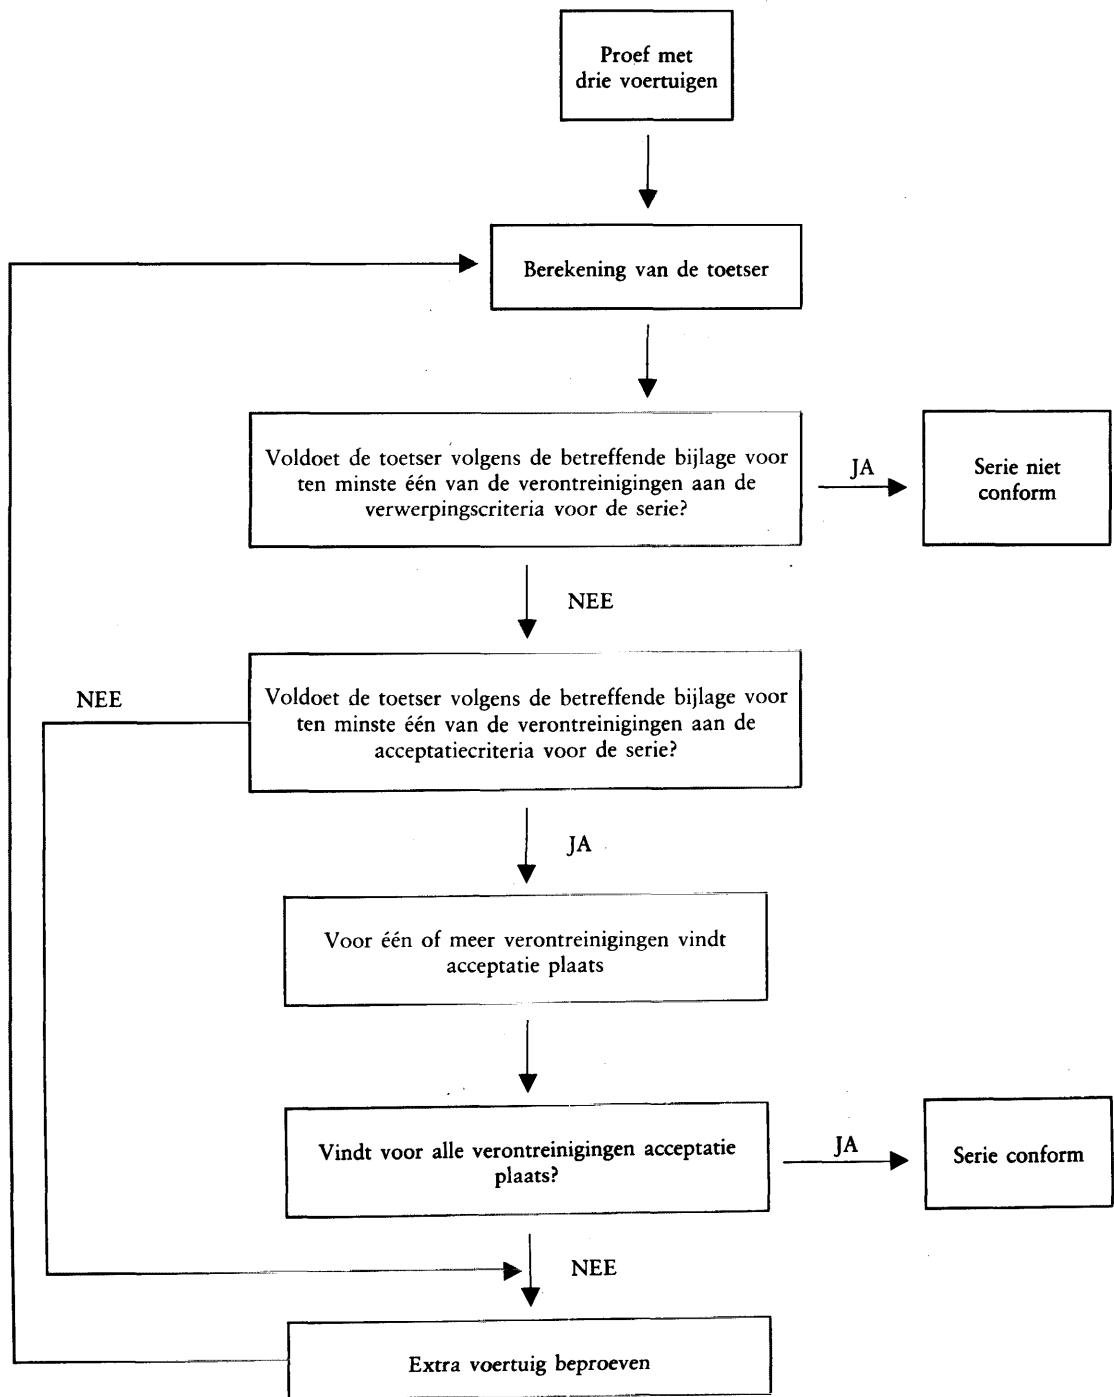 Proef met
drie voertuigen
Berekening van de toetser
Voldoet de toetser volgens de betreffende bijlage voor
ten minste één van de verontreinigingen aan de
verwerpingscriteria voor de serie?
JA
Serie niet
conform
NEE
NEE
Voldoet de toetser volgens de betreffende bijlage voor
ten minste één van de verontreinigingen aan de
acceptatiecriteria voor de serie?
JA
Voor één of meer verontreinigingen vindt
acceptatie plaats
Vindt voor alle verontreinigingen acceptatie
plaats?
JA
Serie conform
NEE
Extra voertuig beproeven